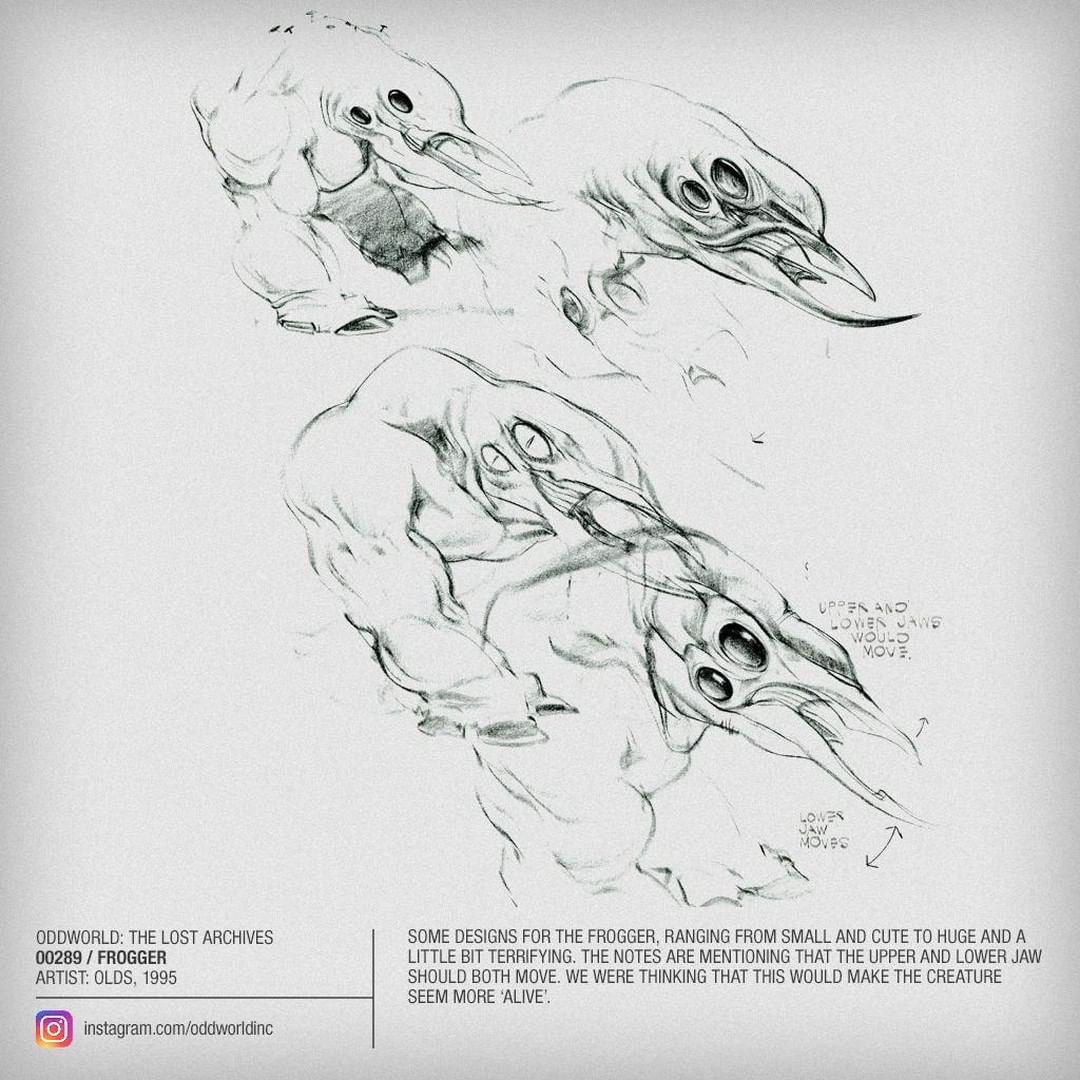 UPPER AND
LOWER JAWS
WOULD
MOVE.
LOWER
JAW
MOVES
ODDWORLD: THE LOST ARCHIVES
00289 / FROGGER
ARTIST: OLDS, 1995
instagram.com/oddworldinc
SOME DESIGNS FOR THE FROGGER, RANGING FROM SMALL AND CUTE TO HUGE AND A
LITTLE BIT TERRIFYING. THE NOTES ARE MENTIONING THAT THE UPPER AND LOWER JAW
SHOULD BOTH MOVE. WE WERE THINKING THAT THIS WOULD MAKE THE CREATURE
SEEM MORE ‘ALIVE’.